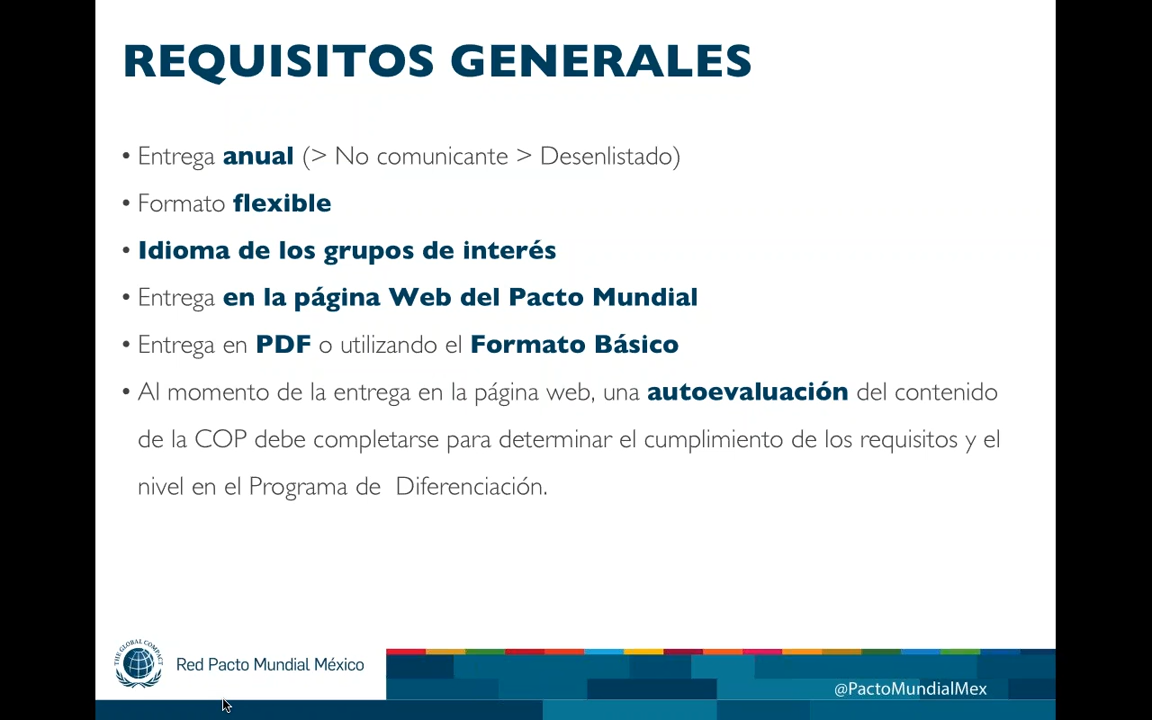 REQUISITOS GENERALES
• Entrega anual (> No comunicante > Desenlistado)
• Formato flexible
• Idioma de los grupos de interés
• Entrega en la página Web del Pacto Mundial
• Entrega en PDF o utilizando el Formato Básico
• Al momento de la entrega en la página web, una autoevaluación del contenido
de la COP debe completarse para determinar el cumplimiento de los requisitos y el
nivel en el Programa de  Diferenciación.
THE GLOBAL COMPACT
Red Pacto Mundial México
@PactoMundialMex